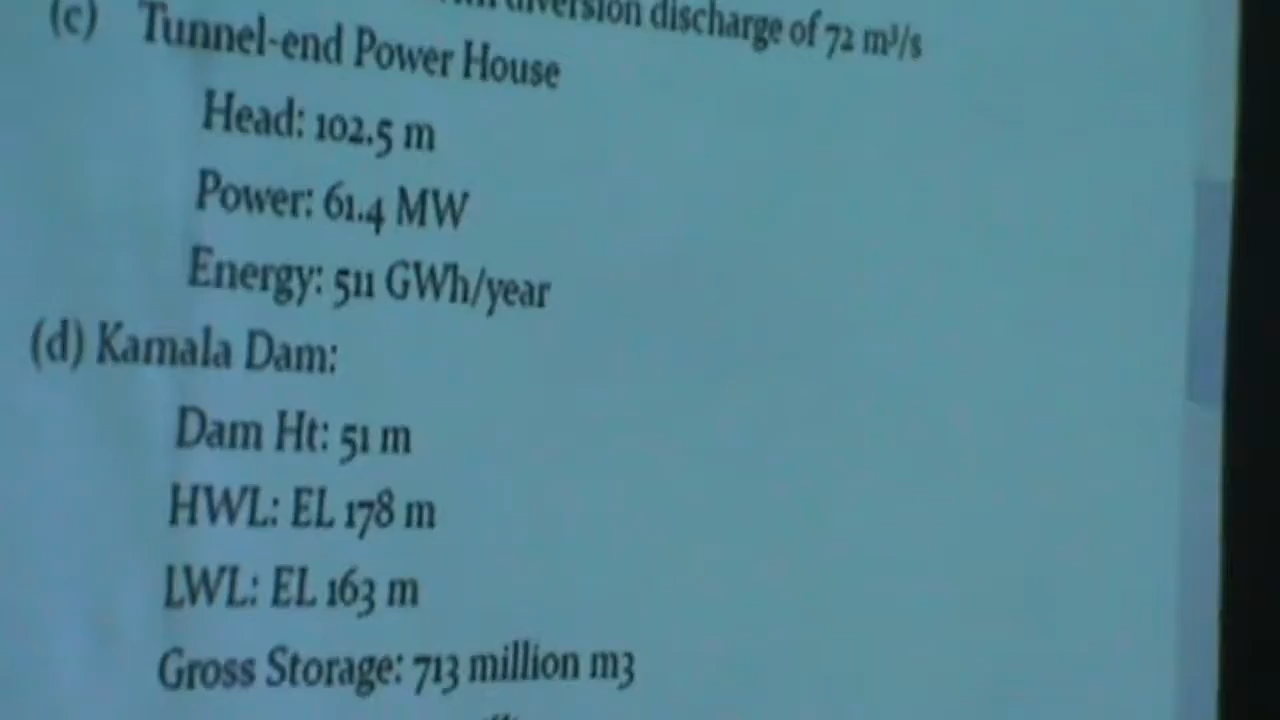 diversion discharge of 72 m³/s
(c) Tunnel-end Power House
Head: 102.5 m
Power: 61.4 MW
Energy: 511 GWh/year
(d) Kamala Dam:
Dam Ht: 51 m
HWL: EL 178 m
LWL: EL 163 m
Gross Storage: 713 million m3